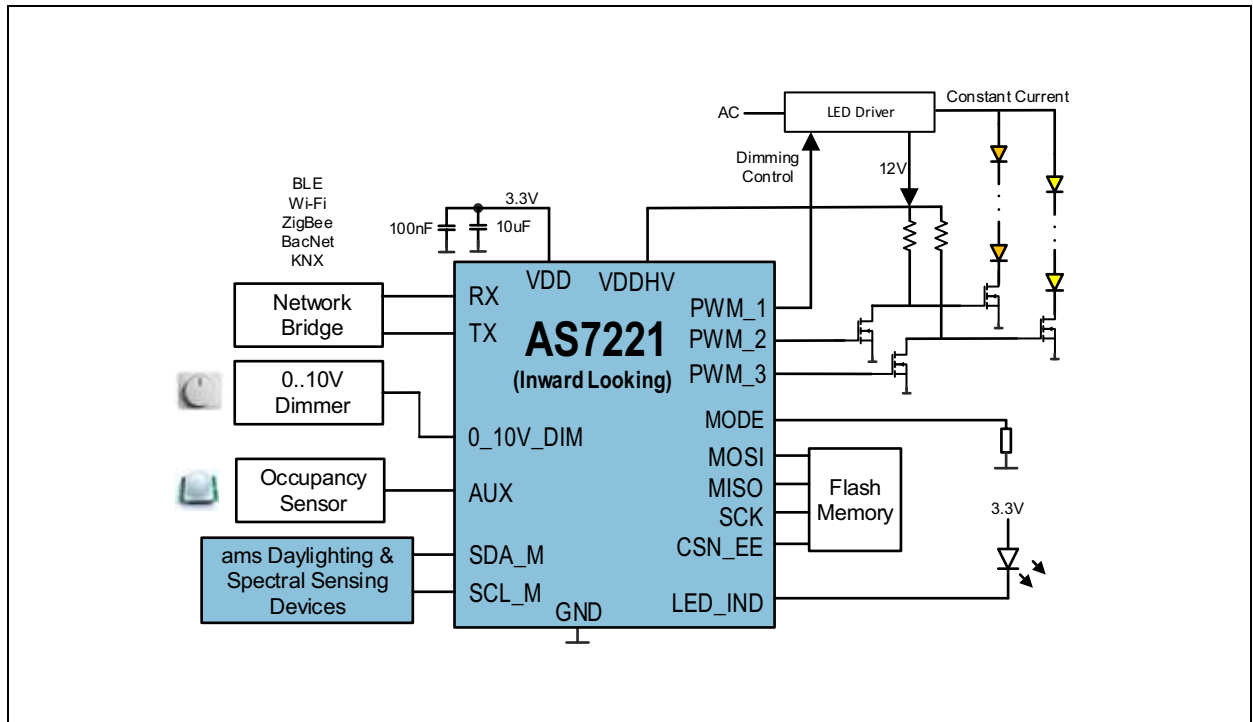 AC
LED Driver
Constant Current
Dimming
Control
12V
BLE
Wi-Fi
ZigBee
BacNet
KNX
3.3V
100nF
10uF
VDD
VDDHV
Network
Bridge
RX
TX
AS7221
(Inward Looking)
PWM_1
PWM_2
PWM_3
0..10V
Dimmer
0_10V_DIM
MODE
Occupancy
Sensor
AUX
MOSI
MISO
SCK
CSN_EE
Flash
Memory
3.3V
ams Daylighting &
Spectral Sensing
Devices
SDA_M
SCL_M
GND
LED_IND